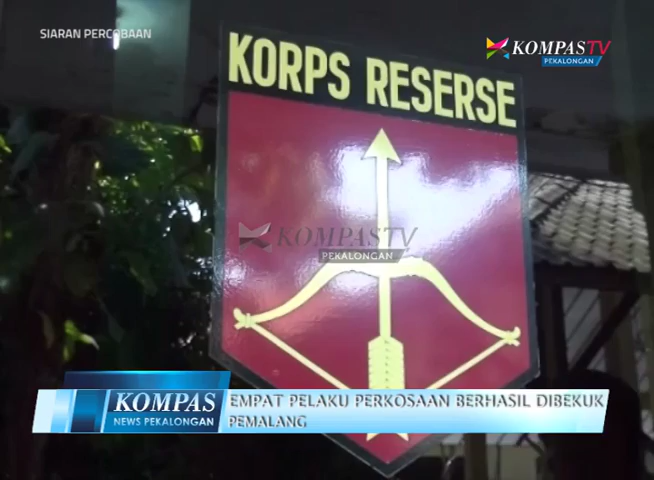 SIARAN PERCOBAAN
KOMPASTV
PEKALONGAN
KORPS RESERSE
KOMPASTV
PEKALONGAN
KOMPAS
NEWS PEKALONGAN
EMPAT PELAKU PERKOSAAN BERHASIL DIBEKUK
PEMALANG